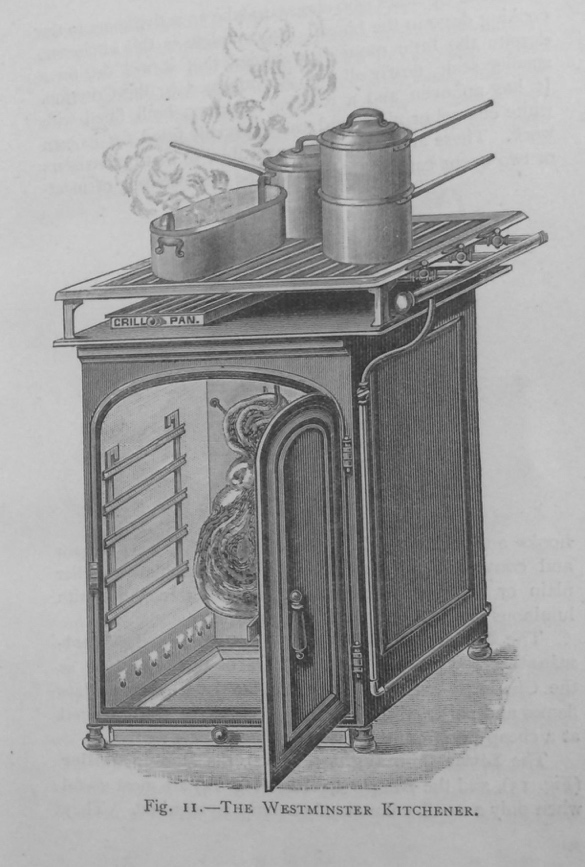 GRILL PAN.
Fig. 11.—THE WESTMINSTER KITCHENER.